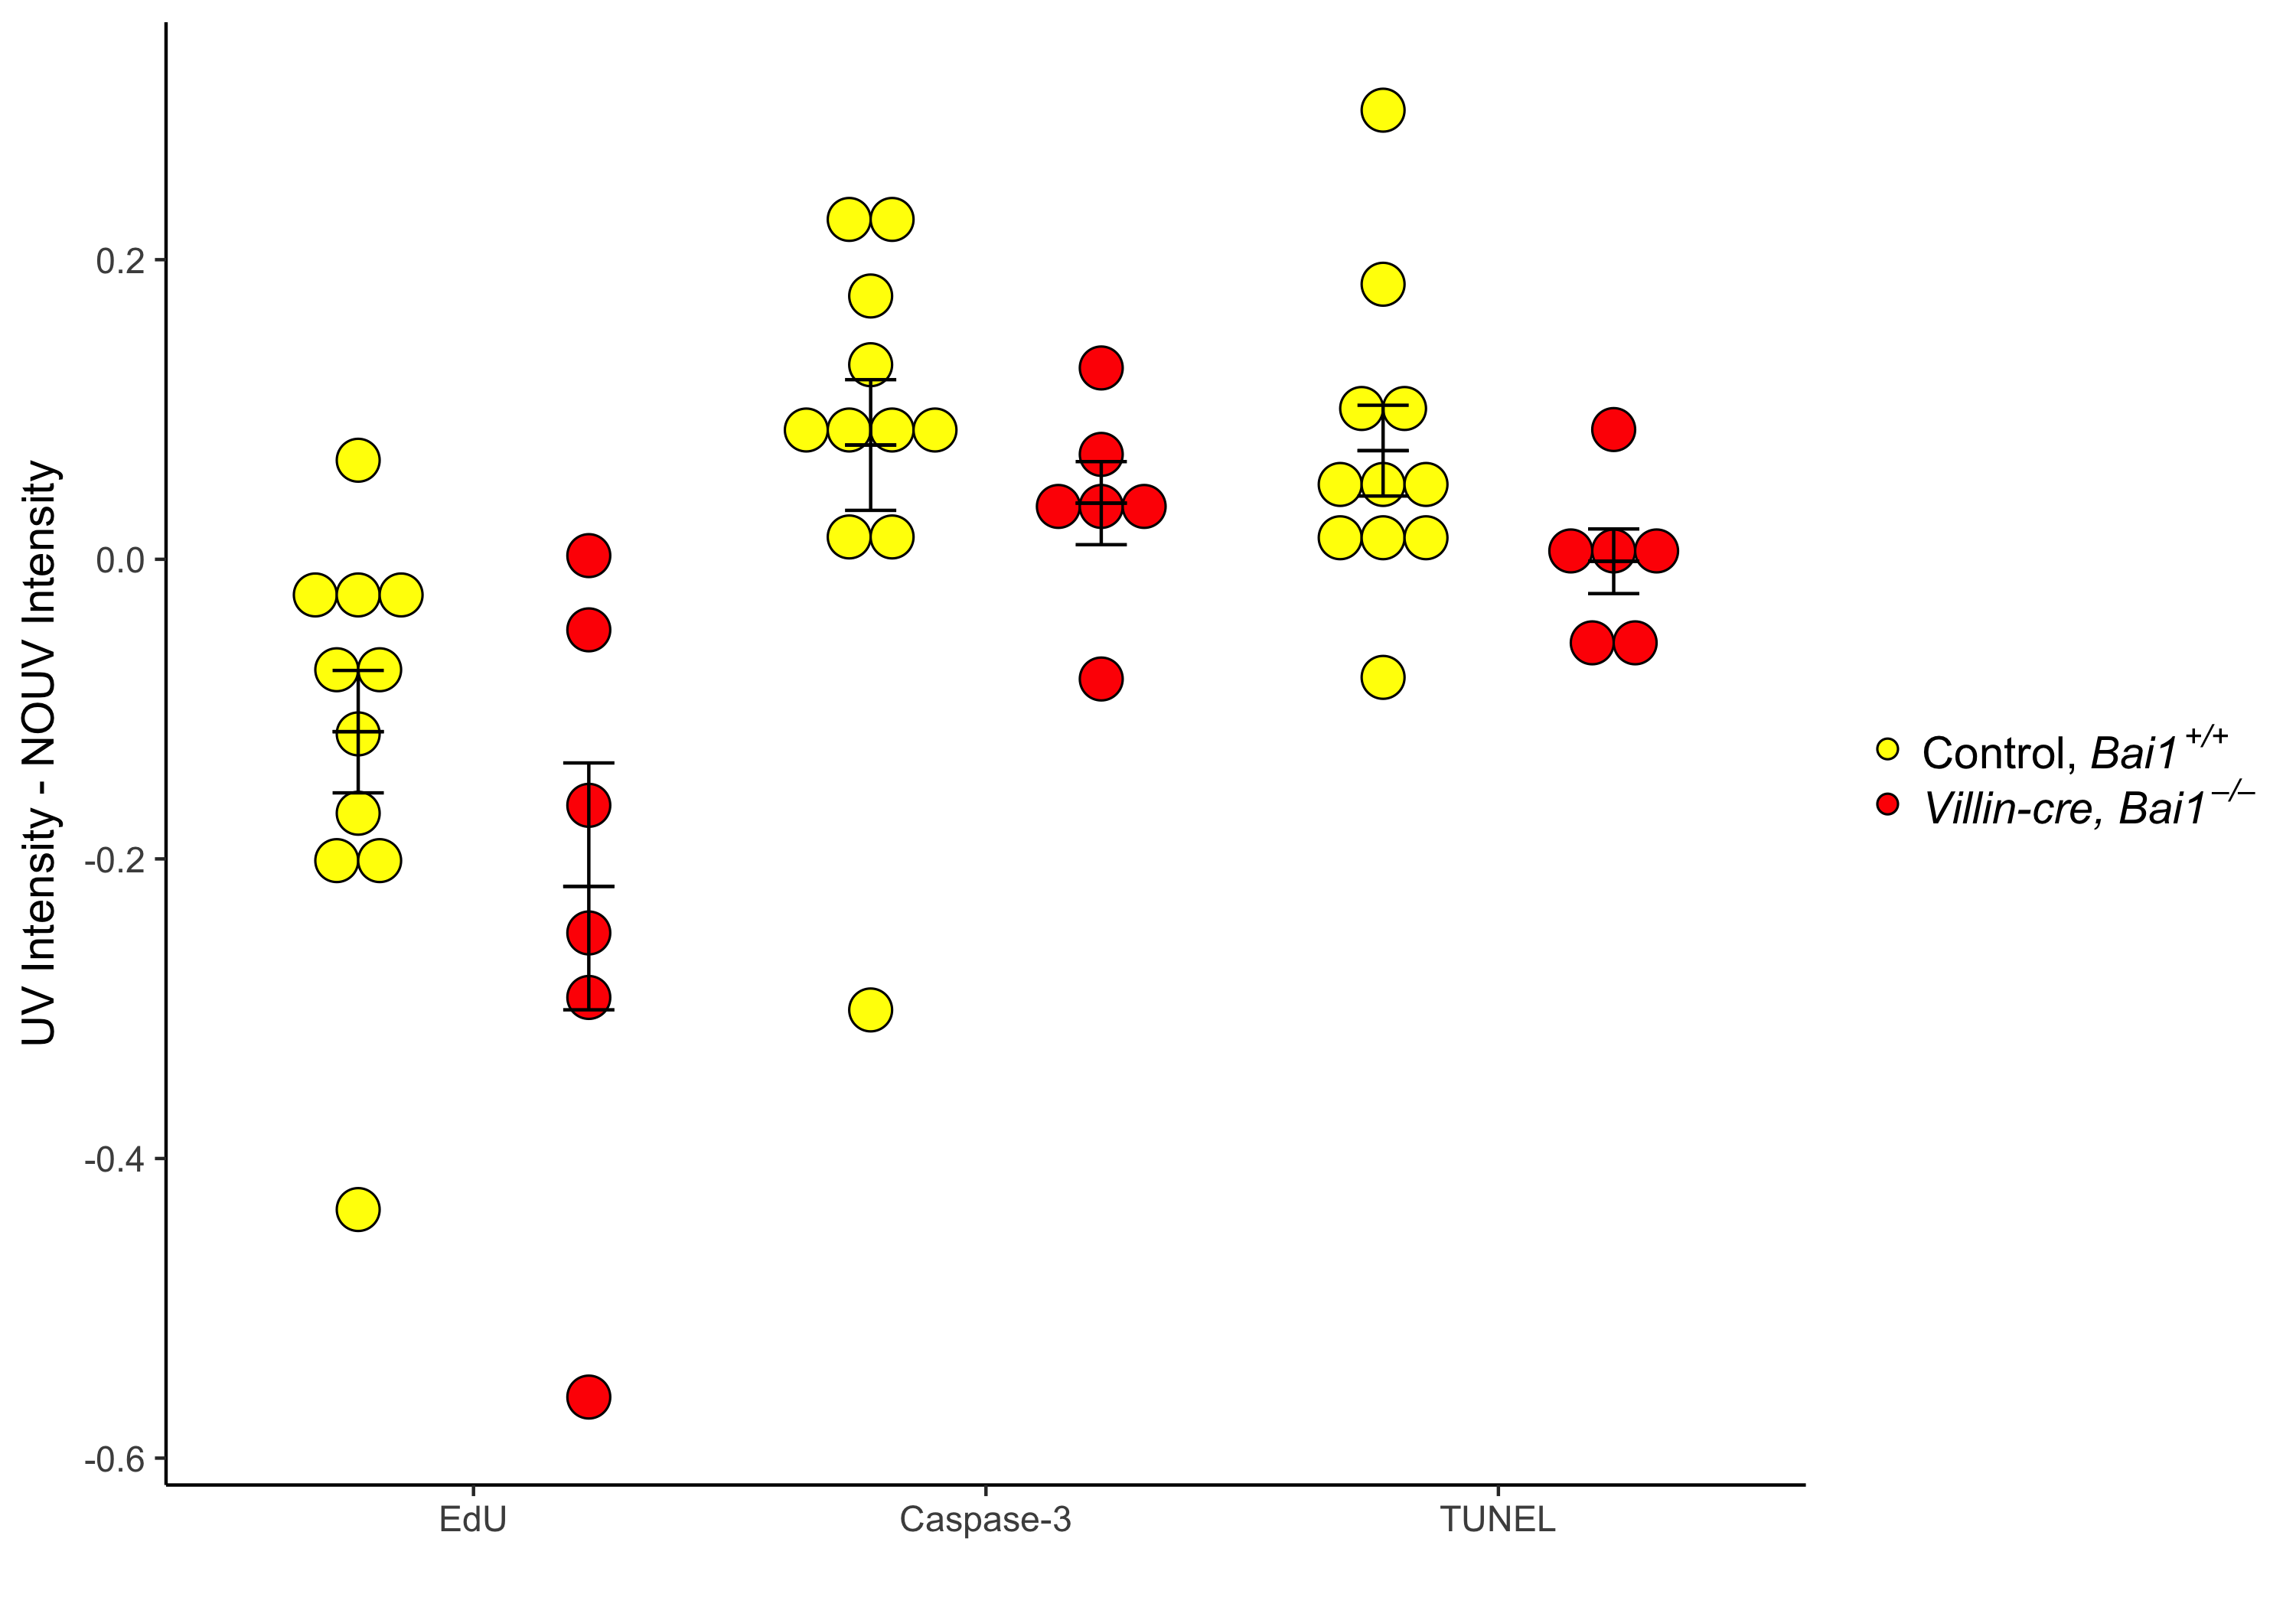 UV Intensity - NOUV Intensity
0.2
0.0
-0.2
-0.4
-0.6
EdU Caspase-3 TUNEL
Control, Bai1 +/+
Villin-cre, Bai1 −/−